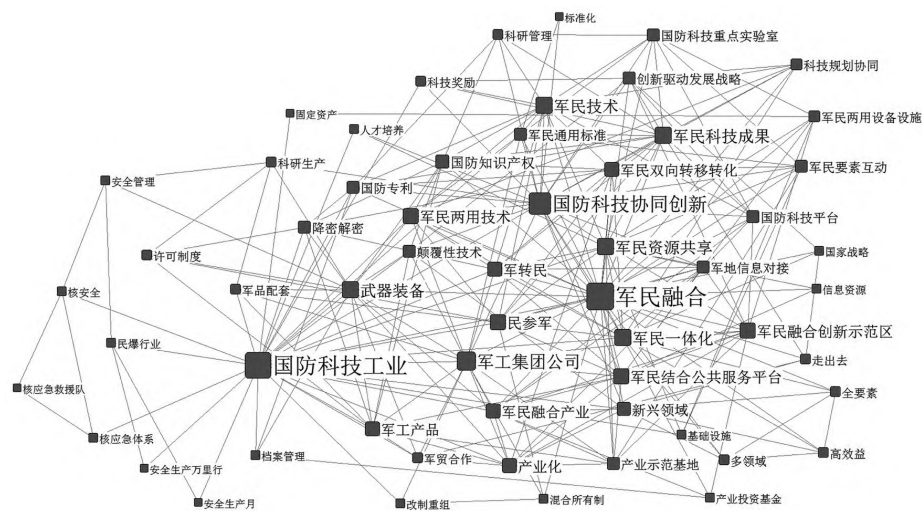 标准化
科研管理
国防科技重点实验室
科技规划协同
科技奖励
创新驱动发展战略
固定资产
军民技术
军民两用设备设施
人才培养
军民通用标准
军民科技成果
科研生产
国防知识产权
军民双向转移转化
军民要素互动
安全管理
国防专利
国防科技协同创新
军民两用技术
国防科技平台
降密解密
许可制度
颠覆性技术
军民资源共享
国家战略
军转民
军地信息对接
核安全
军品配套
武器装备
军民融合
信息资源
民参军
民爆行业
军民一体化
军民融合创新示范区
国防科技工业
军工集团公司
走出去
核应急救援队
军民结合公共服务平台
全要素
军民融合产业
新兴领域
核应急体系
军工产品
基础设施
档案管理
军贸合作
高效益
安全生产万里行
产业化
产业示范基地
多领域
安全生产月
改制重组
混合所有制
产业投资基金